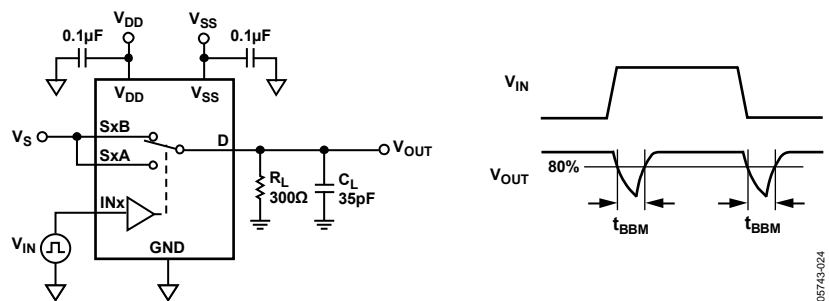 VDD
VSS
0.1µF
0.1µF
VDD
VSS
VS
SxB
D
VOUT
SxA
RL
300Ω
CL
35pF
INx
VIN
GND
VIN
VOUT
80%
tBBM
tBBM
05743-024